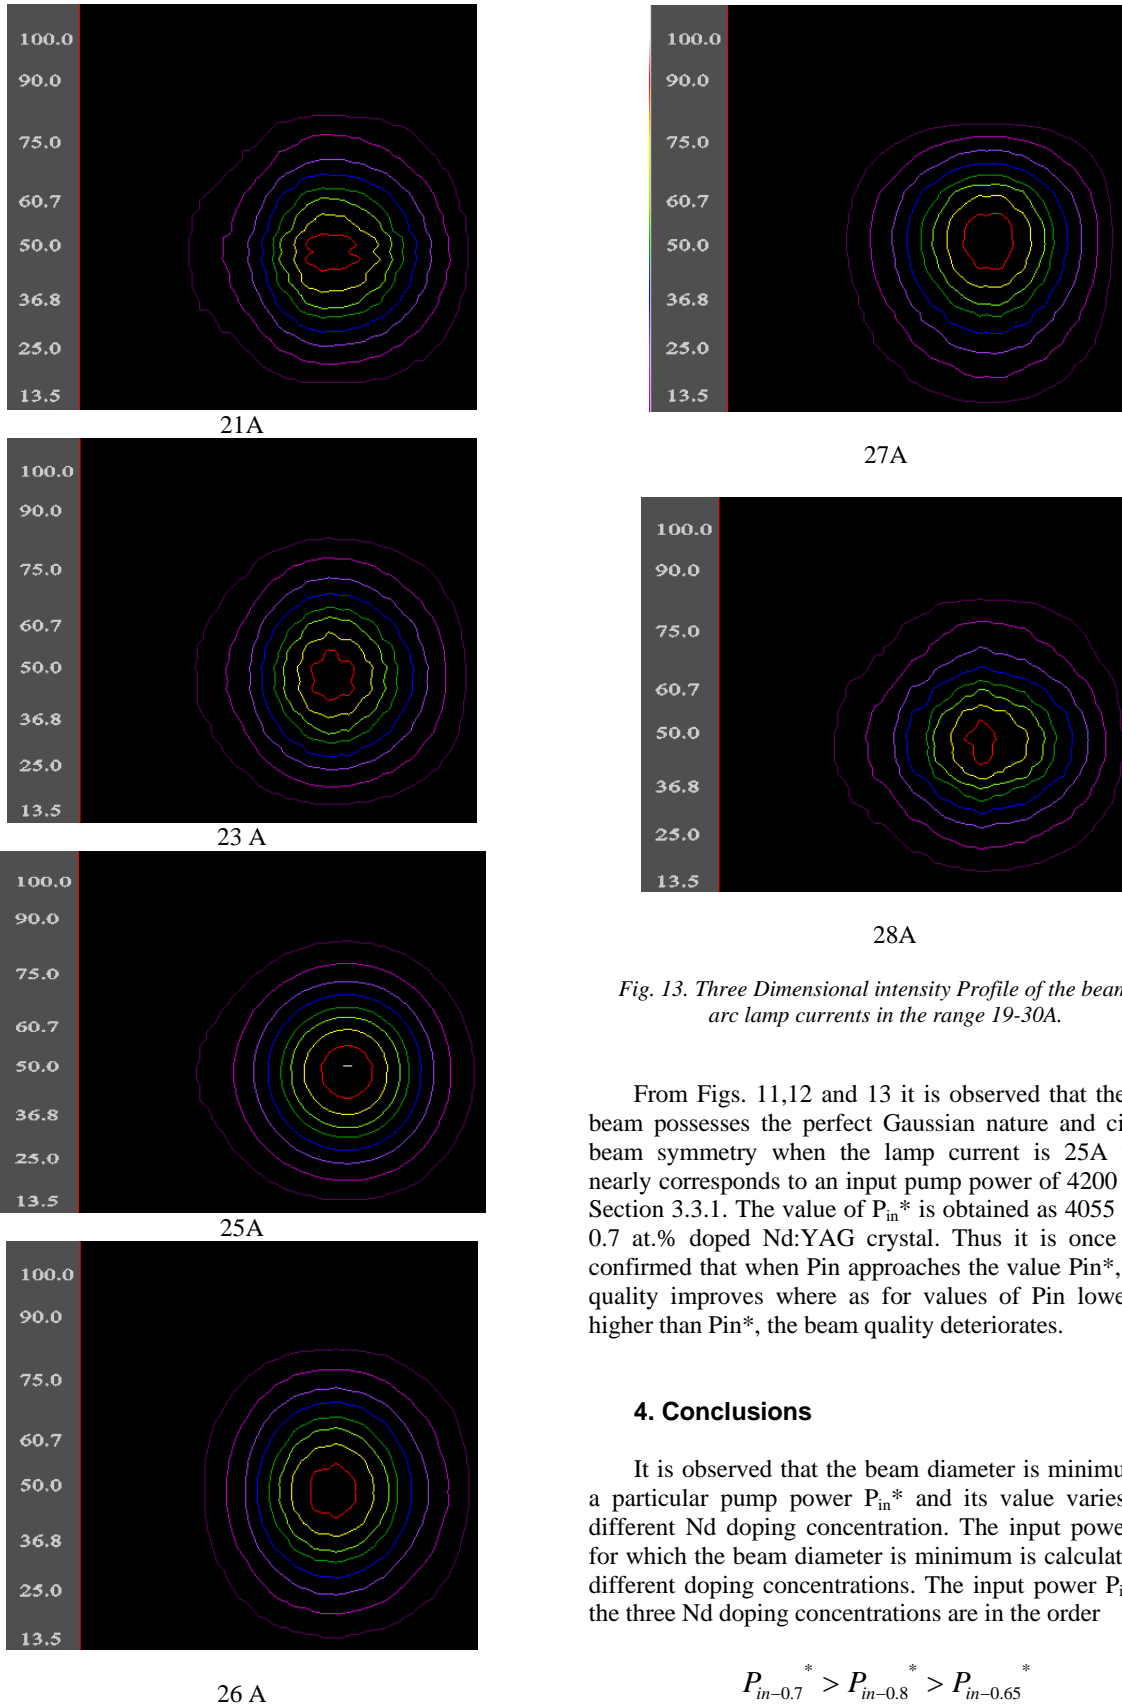 100.0
90.0
75.0
60.7
50.0
36.8
25.0
13.5
21A
100.0
90.0
75.0
60.7
50.0
36.8
25.0
13.5
23 A
100.0
90.0
75.0
60.7
50.0
36.8
25.0
13.5
25A
100.0
90.0
75.0
60.7
50.0
36.8
25.0
13.5
26 A
100.0
90.0
75.0
60.7
50.0
36.8
25.0
13.5
27A
100.0
90.0
75.0
60.7
50.0
36.8
25.0
13.5
28A
Fig. 13. Three Dimensional intensity Profile of the beam
arc lamp currents in the range 19-30A.
From Figs. 11,12 and 13 it is observed that the
beam possesses the perfect Gaussian nature and ci
beam symmetry when the lamp current is 25A
nearly corresponds to an input pump power of 4200
Section 3.3.1. The value of P_in* is obtained as 4055
0.7 at.% doped Nd:YAG crystal. Thus it is once
confirmed that when Pin approaches the value Pin*,
quality improves where as for values of Pin lowe
higher than Pin*, the beam quality deteriorates.
4. Conclusions
It is observed that the beam diameter is minimu
a particular pump power P_in* and its value varies
different Nd doping concentration. The input powe
for which the beam diameter is minimum is calculat
different doping concentrations. The input power P_i
the three Nd doping concentrations are in the order
P_in−0.7* > P_in−0.8* > P_in−0.65*